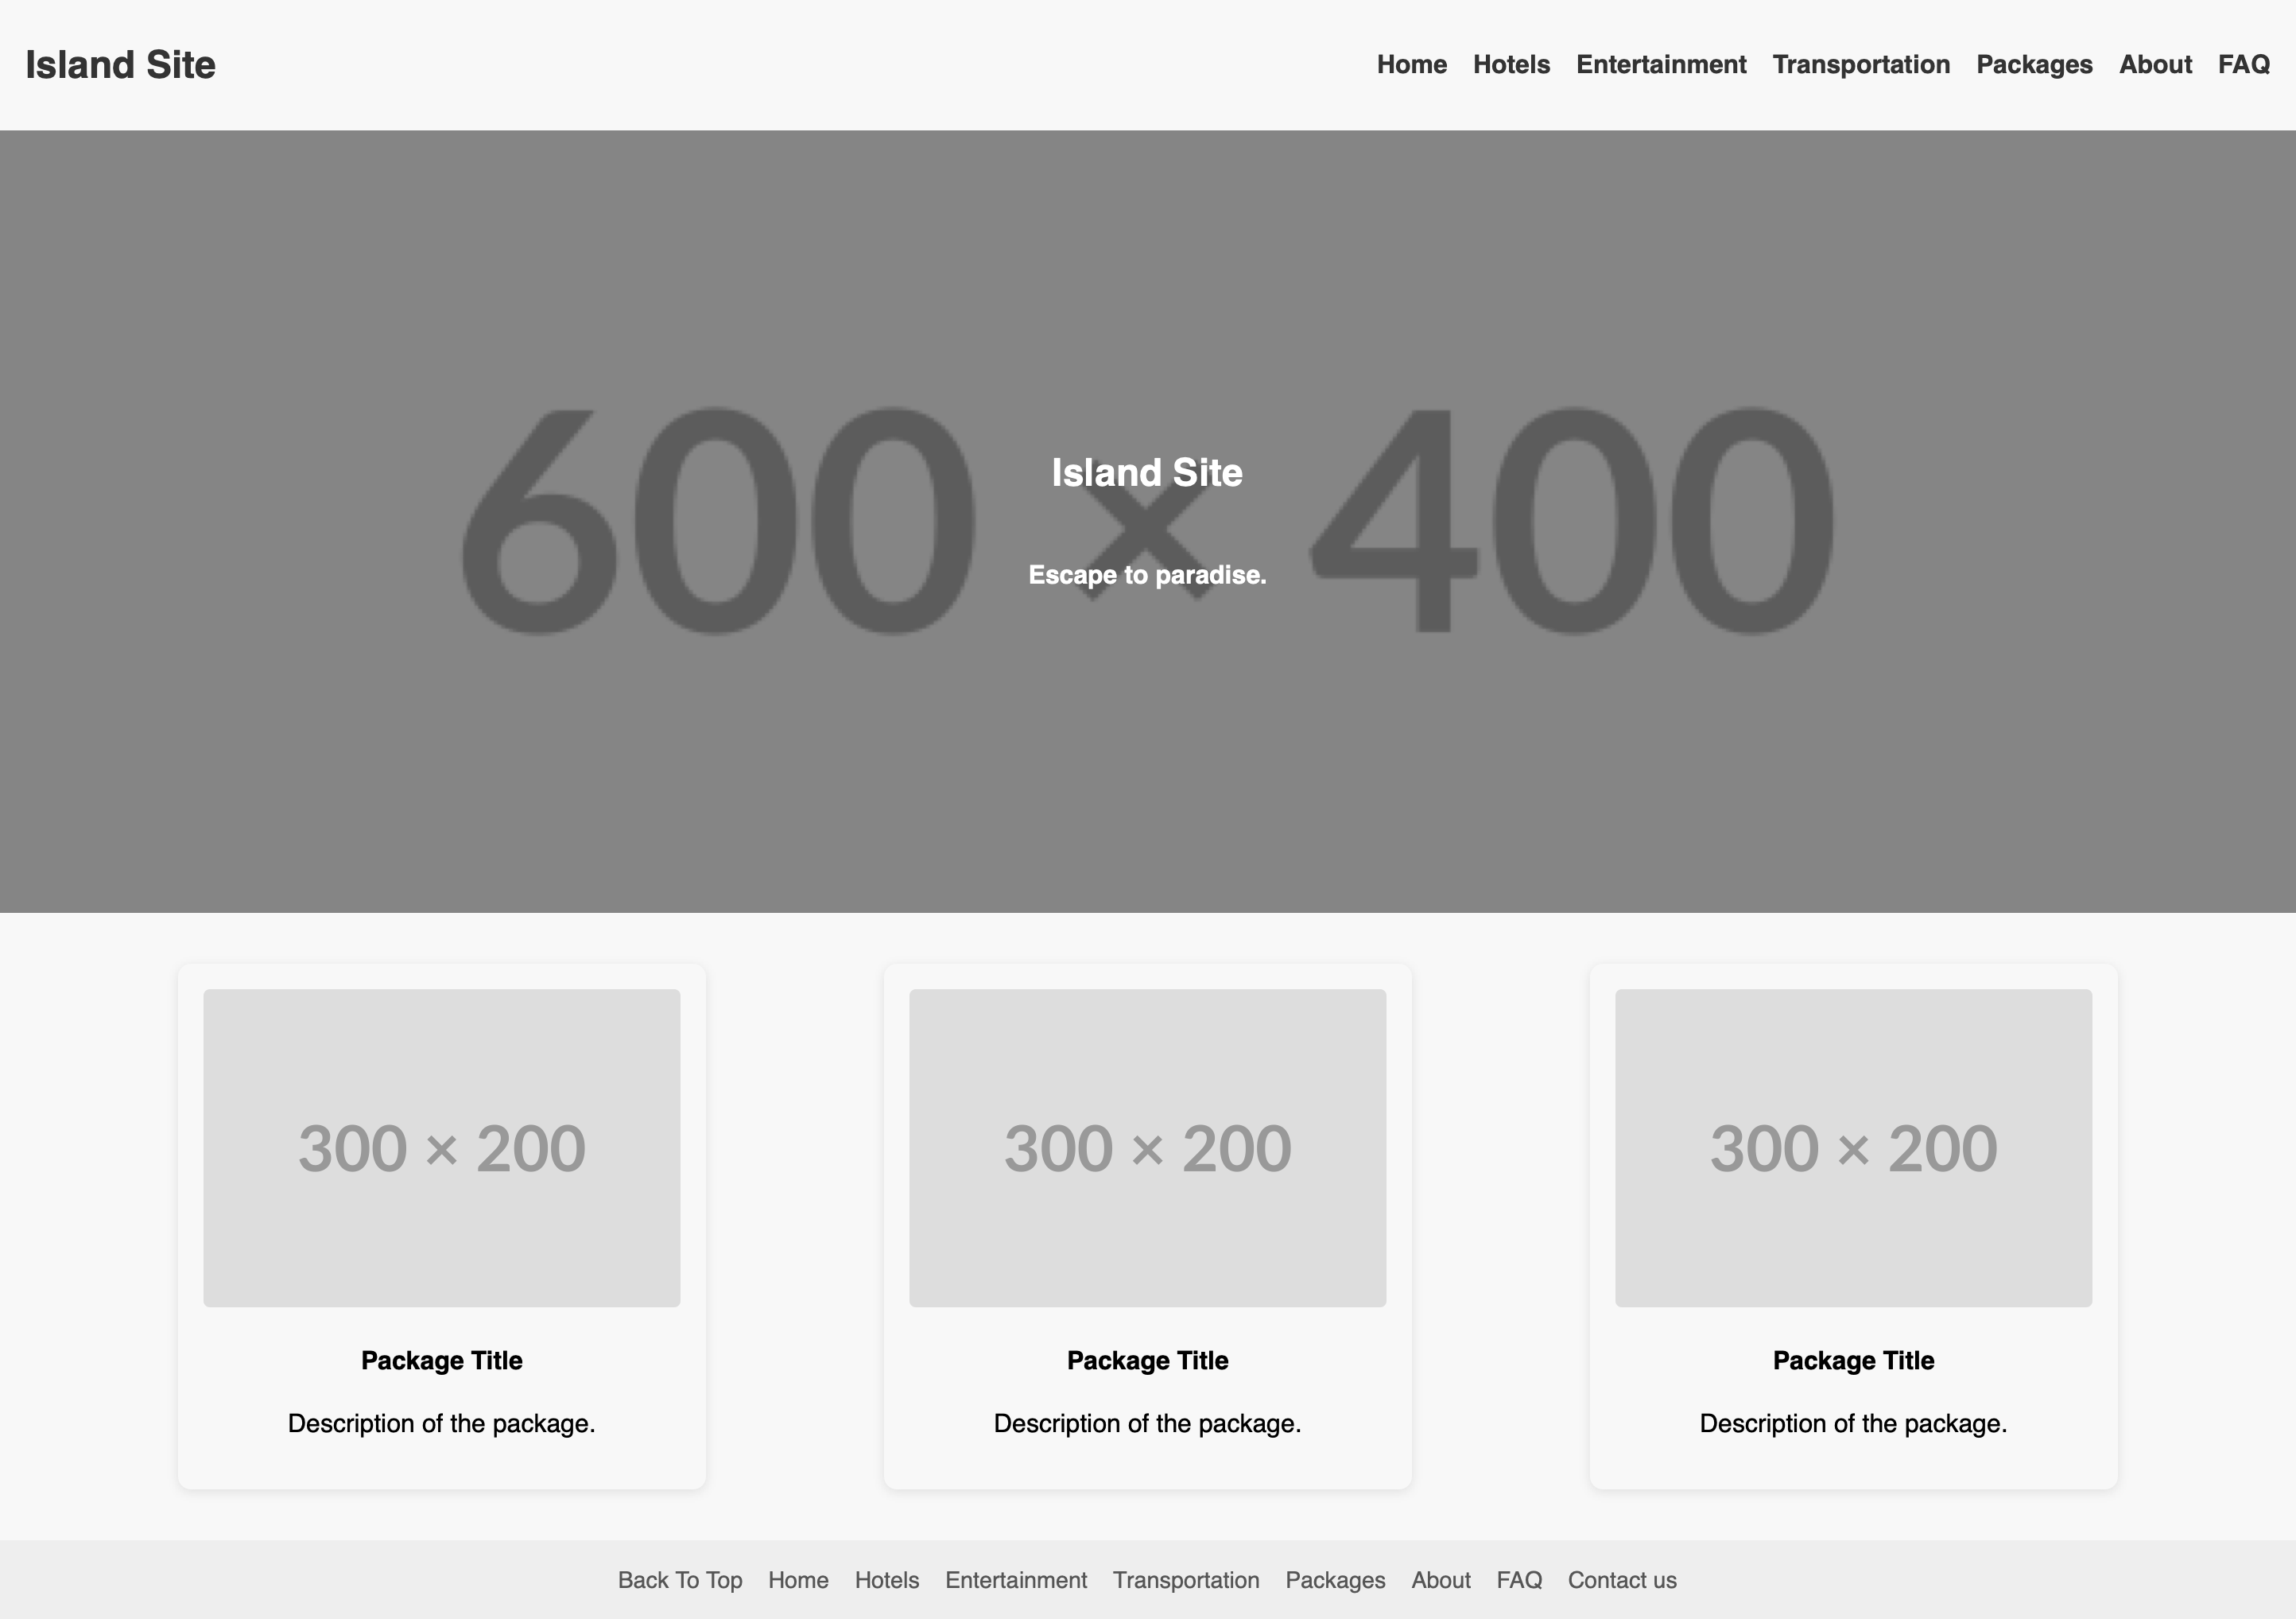 Island Site
Home Hotels Entertainment Transportation Packages About FAQ
600 × 400
Island Site
Escape to paradise.
300 × 200
Package Title
Description of the package.
300 × 200
Package Title
Description of the package.
300 × 200
Package Title
Description of the package.
Back To Top Home Hotels Entertainment Transportation Packages About FAQ Contact us